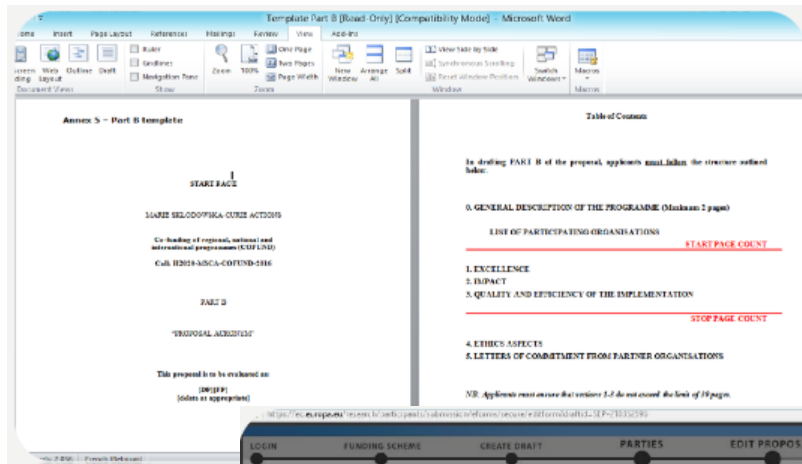 Template Part B [Read-Only] [Compatibility Mode] - Microsoft Word
Home Insert Page Layout References Mailings Review View Add-Ins
Ruler
Gridlines
Navigation Pane
Web Layout
Outline
Draft
Document Views
Show
Zoom
100%
One Page
Two Pages
Page Width
Zoom
New Window
Arrange All
Split
View Side by Side
Synchronous Scrolling
Reset Window Position
Window
Switch Windows
Macros
Macros
Annex 5 – Part B template
START PAGE
MARIE SKŁODOWSKA-CURIE ACTIONS
Co-funding of regional, national and
international programmes (COFUND)
Call: H2020-MSCA-COFUND-2016
PART B
"PROPOSAL ACRONYM"
This proposal is to be evaluated as:
[DP][FP]
[delete as appropriate]
Table of Contents
In drafting PART B of the proposal, applicants must follow the structure outlined
below.
0. GENERAL DESCRIPTION OF THE PROGRAMME (Maximum 2 pages)
LIST OF PARTICIPATING ORGANISATIONS
START PAGE COUNT
1. EXCELLENCE
2. IMPACT
3. QUALITY AND EFFICIENCY OF THE IMPLEMENTATION
STOP PAGE COUNT
4. ETHICS ASPECTS
5. LETTERS OF COMMITMENT FROM PARTNER ORGANISATIONS
NB. Applicants must ensure that sections 1-3 do not exceed the limit of 30 pages.
LOGIN FUNDING SCHEME CREATE DRAFT PARTIES EDIT PROPOS